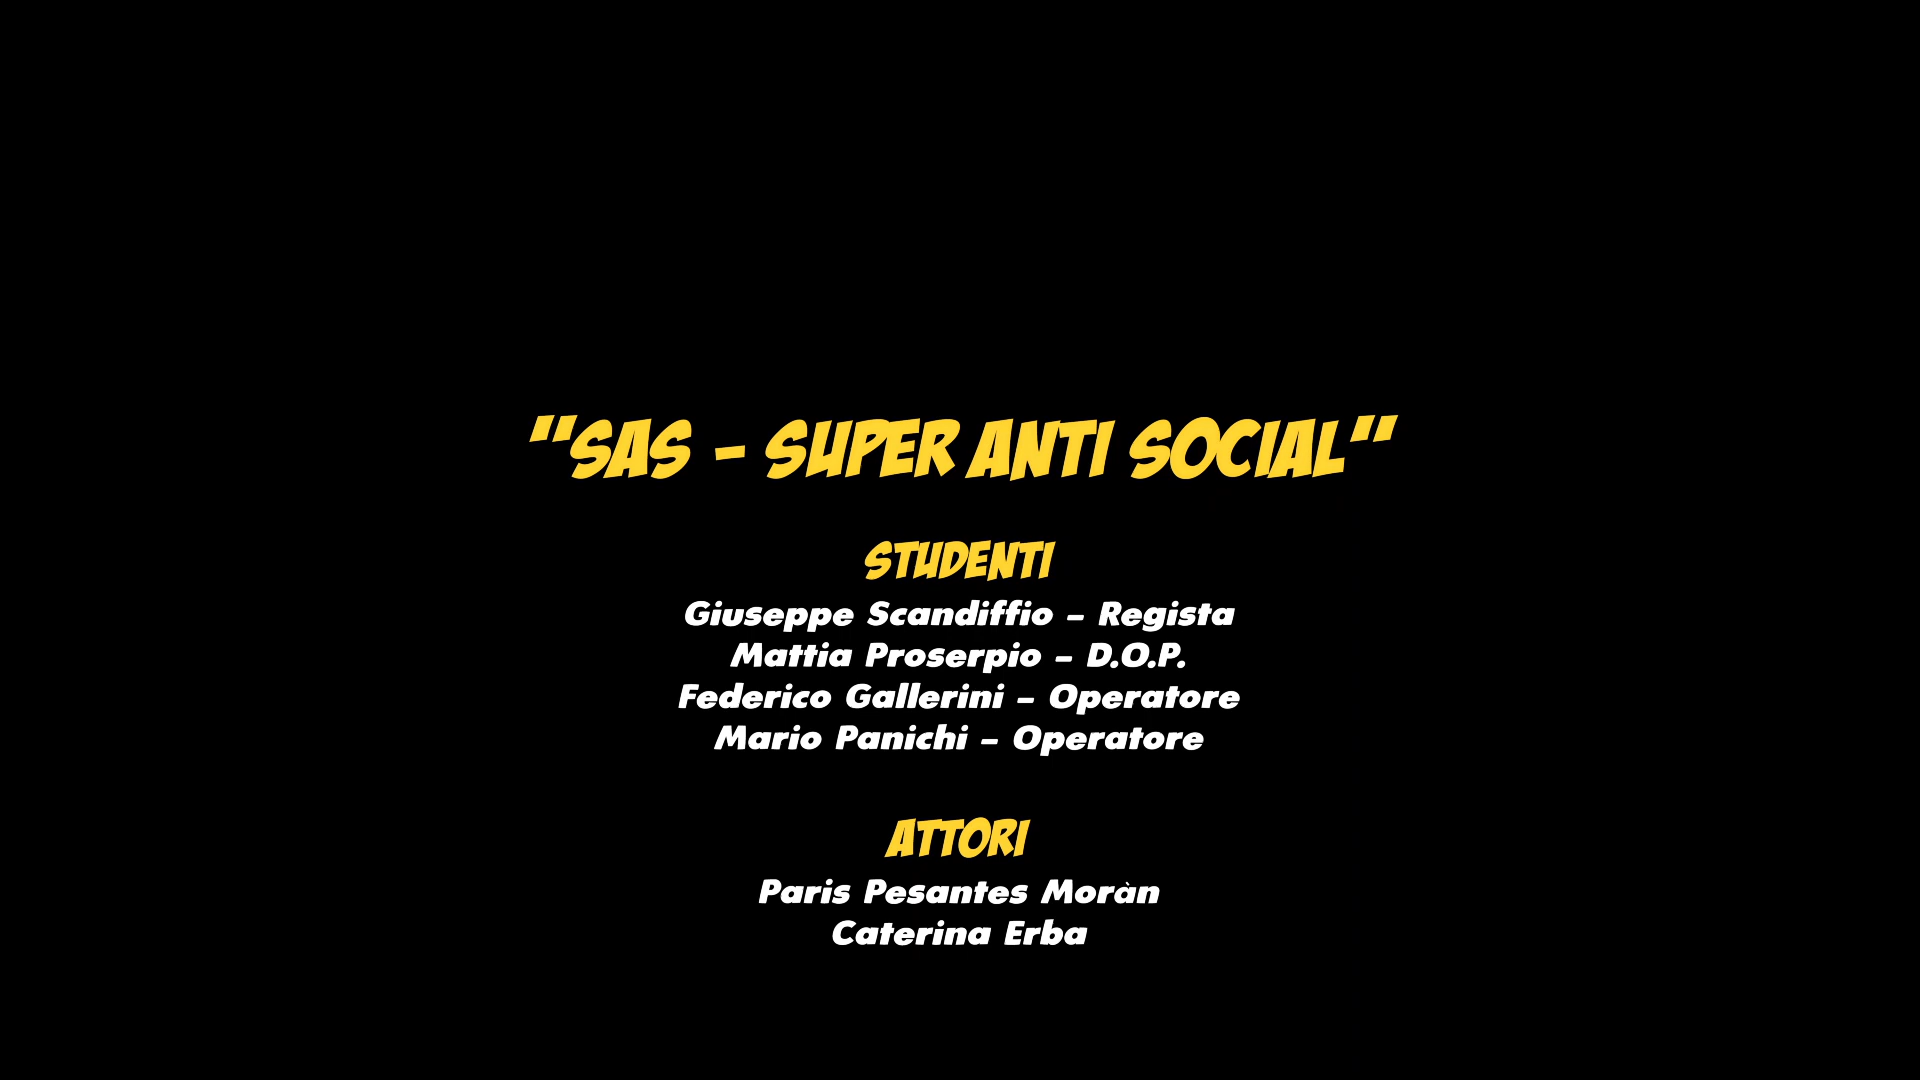 "SAS - SUPER ANTI SOCIAL"
STUDENTI
Giuseppe Scandiffio – Regista
Mattia Proserpio – D.O.P.
Federico Gallerini – Operatore
Mario Panichi – Operatore
ATTORI
Paris Pesantes Moràn
Caterina Erba